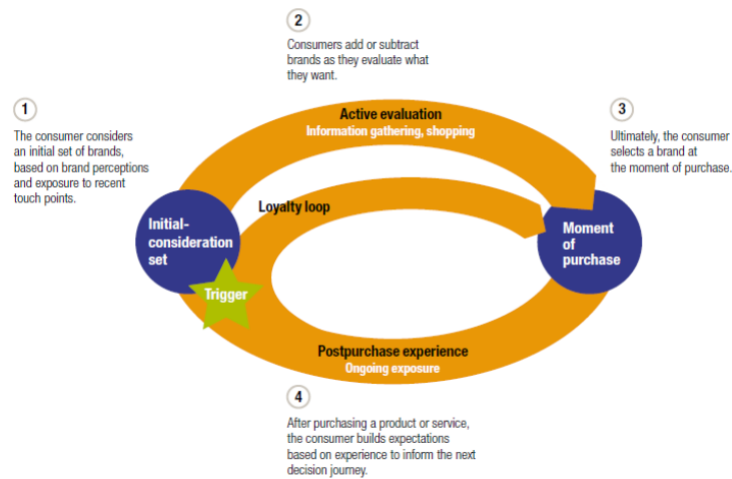 2
Consumers add or subtract
brands as they evaluate what
they want.
1
The consumer considers
an initial set of brands,
based on brand perceptions
and exposure to recent
touch points.
3
Ultimately, the consumer
selects a brand at
the moment of purchase.
Active evaluation
Information gathering, shopping
Loyalty loop
Initial-
consideration
set
Trigger
Moment
of
purchase
Postpurchase experience
Ongoing exposure
4
After purchasing a product or service,
the consumer builds expectations
based on experience to inform the next
decision journey.